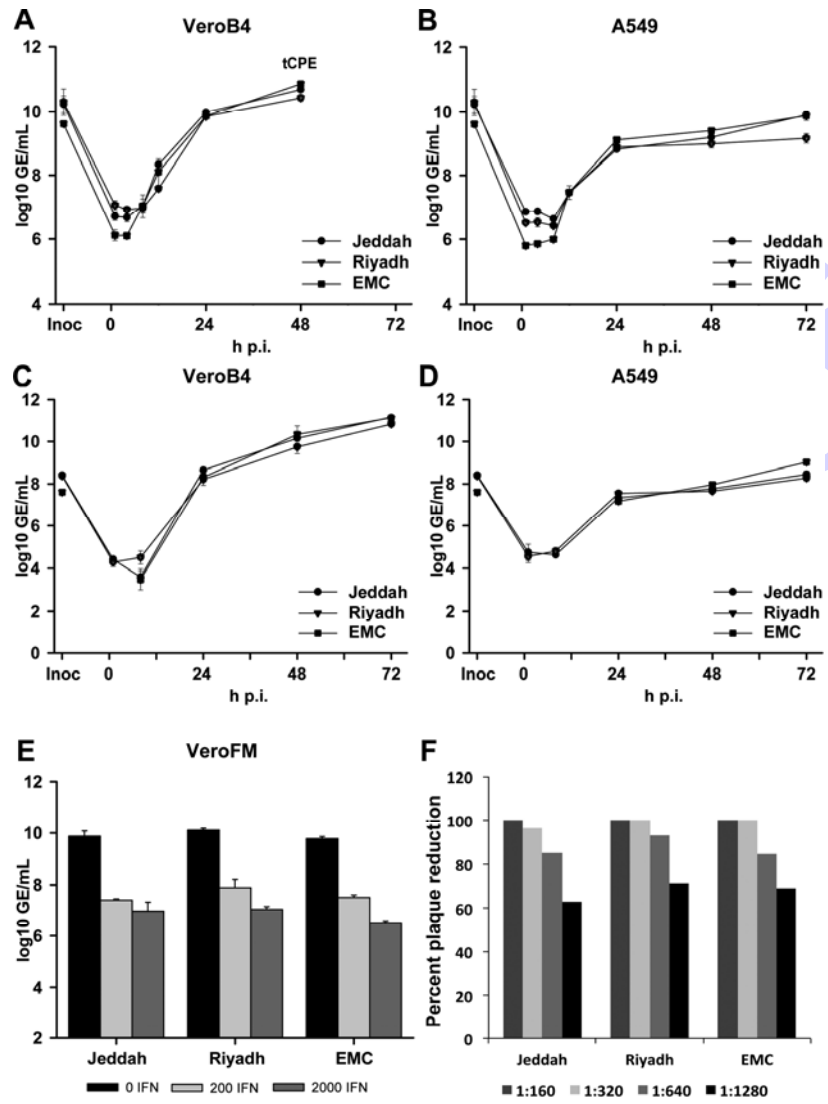 A VeroB4
log10 GE/mL
12
10
8
6
4
tCPE
Jeddah
Riyadh
EMC
Inoc 0 24 48 72
h p.i.
B A549
log10 GE/mL
12
10
8
6
4
Jeddah
Riyadh
EMC
Inoc 0 24 48 72
h p.i.
C VeroB4
log10 GE/mL
12
10
8
6
4
2
0
Jeddah
Riyadh
EMC
Inoc 0 24 48 72
h p.i.
D A549
log10 GE/mL
12
10
8
6
4
2
0
Jeddah
Riyadh
EMC
Inoc 0 24 48 72
h p.i.
E VeroFM
log10 GE/mL
12
10
8
6
4
2
Jeddah Riyadh EMC
0 IFN 200 IFN 2000 IFN
F
Percent plaque reduction
120
100
80
60
40
20
0
Jeddah Riyadh EMC
1:160 1:320 1:640 1:1280